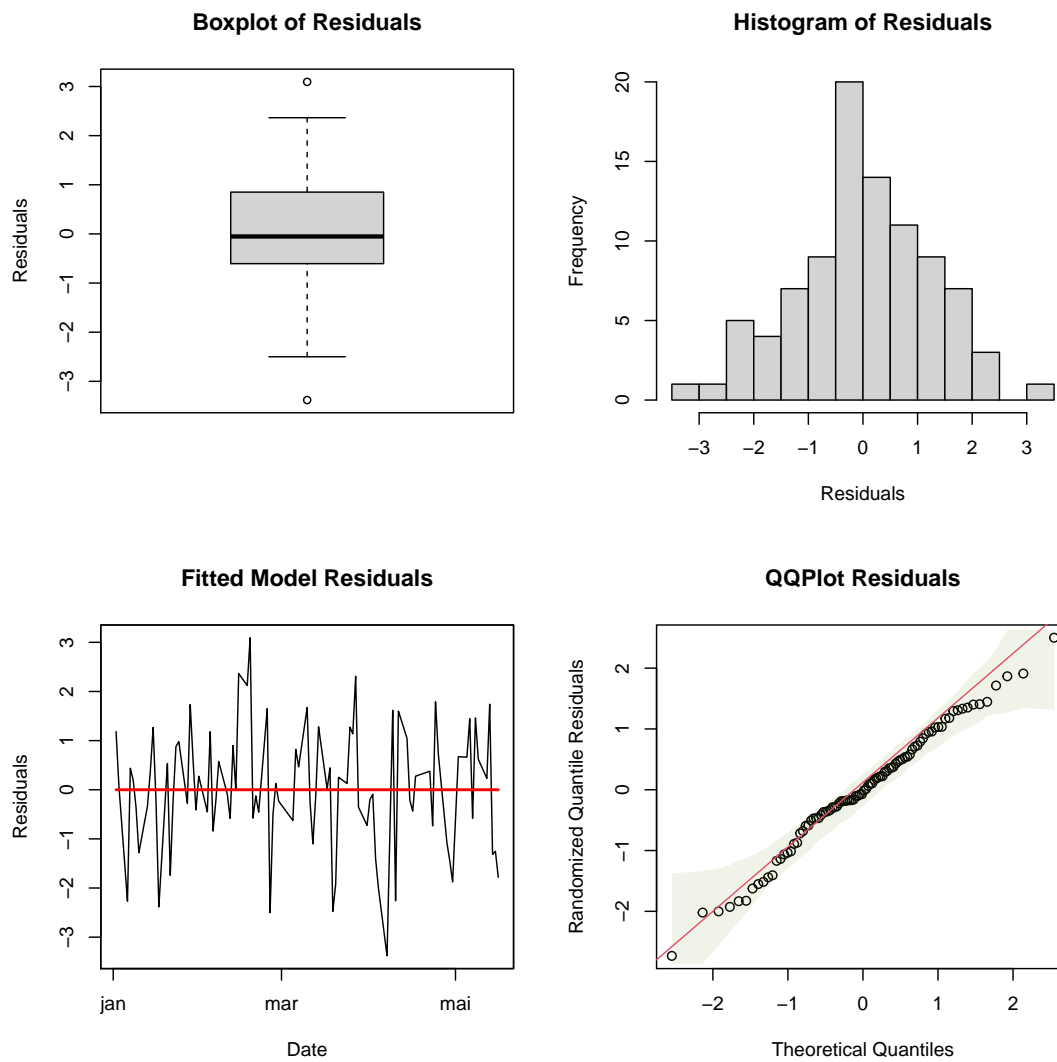 Boxplot of Residuals
Residuals
3
2
1
0
−1
−2
−3
Histogram of Residuals
Frequency
20
15
10
5
0
−3 −2 −1 0 1 2 3
Residuals
Fitted Model Residuals
Residuals
3
2
1
0
−1
−2
−3
jan mar mai
Date
QQPlot Residuals
Randomized Quantile Residuals
2
1
0
−1
−2
−2 −1 0 1 2
Theoretical Quantiles